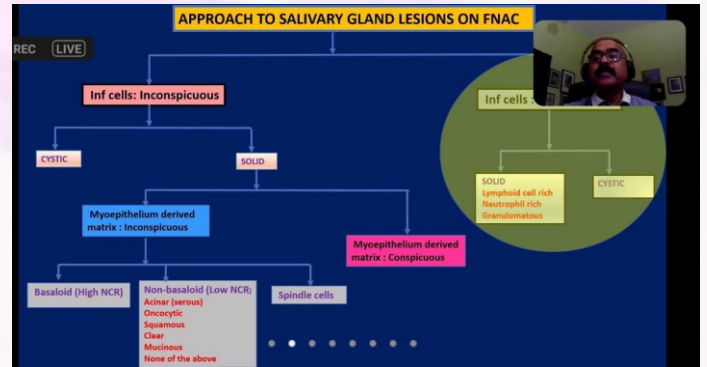 APPROACH TO SALIVARY GLAND LESIONS ON FNAC
REC LIVE
Inf cells: Inconspicuous
Inf cells :
CYSTIC
SOLID
SOLID
Lymphoid cell rich
Neutrophil rich
Granulomatous
CYSTIC
Myoepithelium derived
matrix : Inconspicuous
Myoepithelium derived
matrix : Conspicuous
Basaloid (High NCR)
Non-basaloid (Low NCR)
Acinar (serous)
Oncocytic
Squamous
Clear
Mucinous
None of the above
Spindle cells